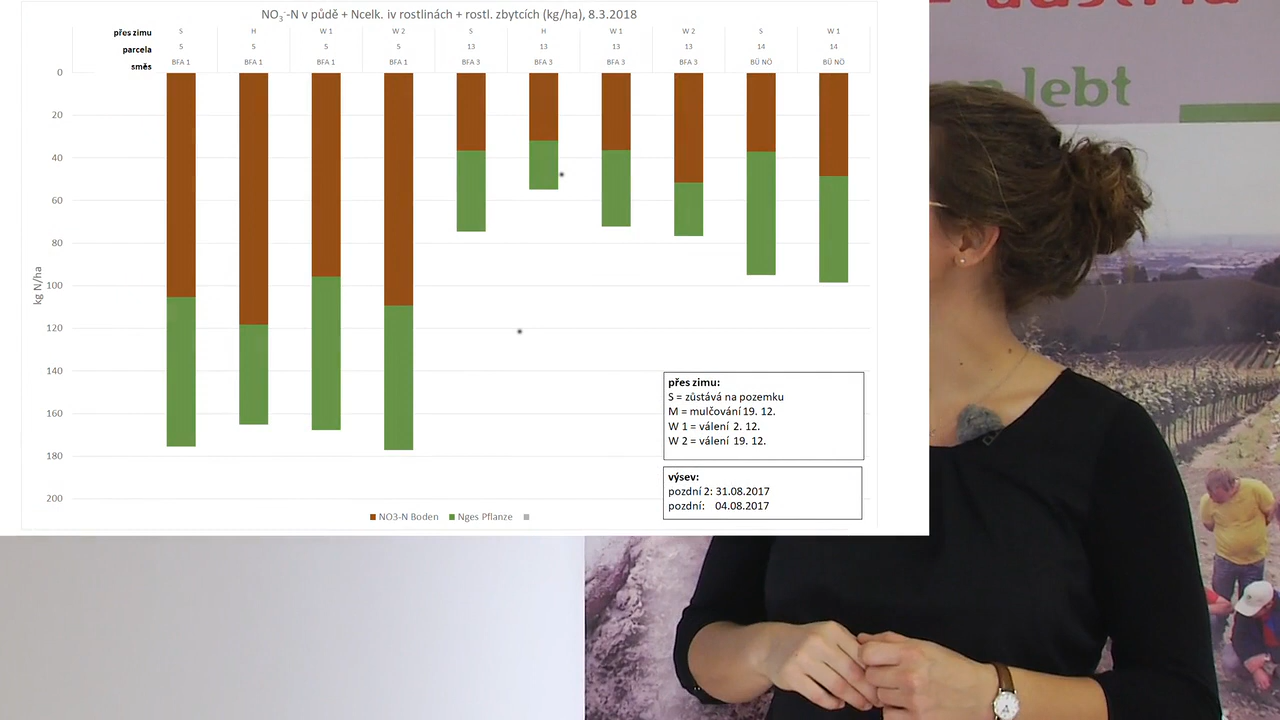 NO₃⁻-N v půdě + Ncelk. iv rostlinách + rostl. zbytcích (kg/ha), 8.3.2018
přes zimu S H W 1 W 2 S H W 1 W 2 S W 1
parcela 5 5 5 5 13 13 13 13 14 14
směs BFA 1 BFA 1 BFA 1 BFA 1 BFA 3 BFA 3 BFA 3 BFA 3 BÜ NÖ BÜ NÖ
0
20
40
60
80
100
120
140
160
180
200
kg N/ha
přes zimu:
S = zůstává na pozemku
M = mulčování 19. 12.
W 1 = válení 2. 12.
W 2 = válení 19. 12.
výsev:
pozdní 2: 31.08.2017
pozdní: 04.08.2017
NO3-N Boden Nges Pflanze
austria
lebt